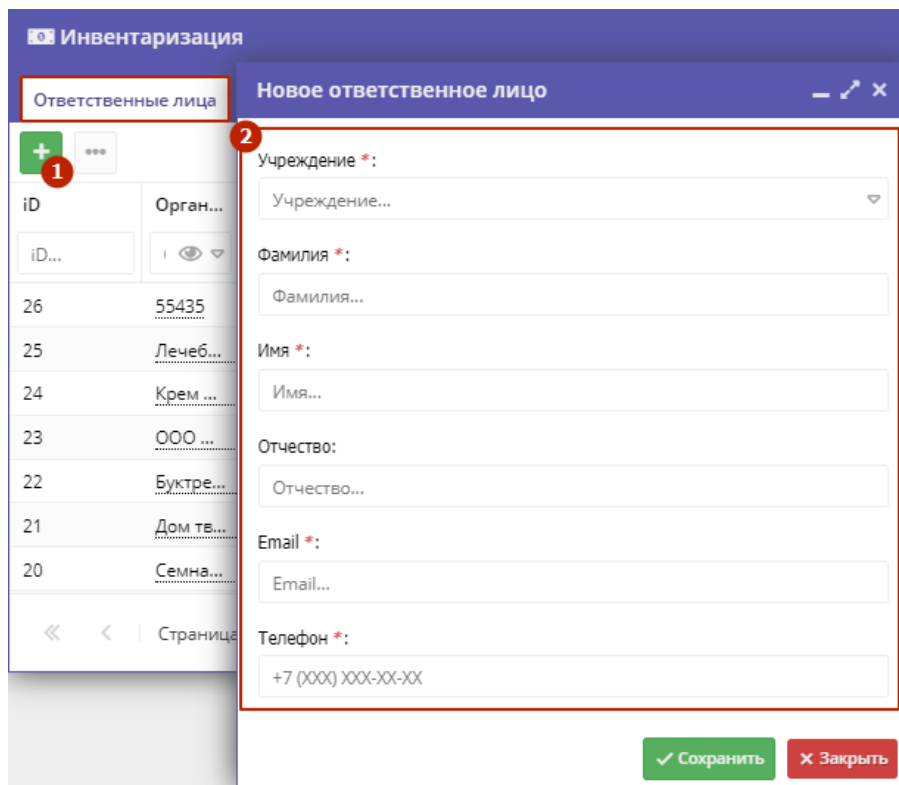 Инвентаризация
Ответственные лица
Новое ответственное лицо
1
2
iD
Орган...
iD...
26
55435
25
Лечеб...
24
Крем ...
23
ООО ...
22
Буктре...
21
Дом тв...
20
Семна...
Страница
Учреждение *:
Учреждение...
Фамилия *:
Фамилия...
Имя *:
Имя...
Отчество:
Отчество...
Email *:
Email...
Телефон *:
+7 (XXX) XXX-XX-XX
Сохранить
Закрыть